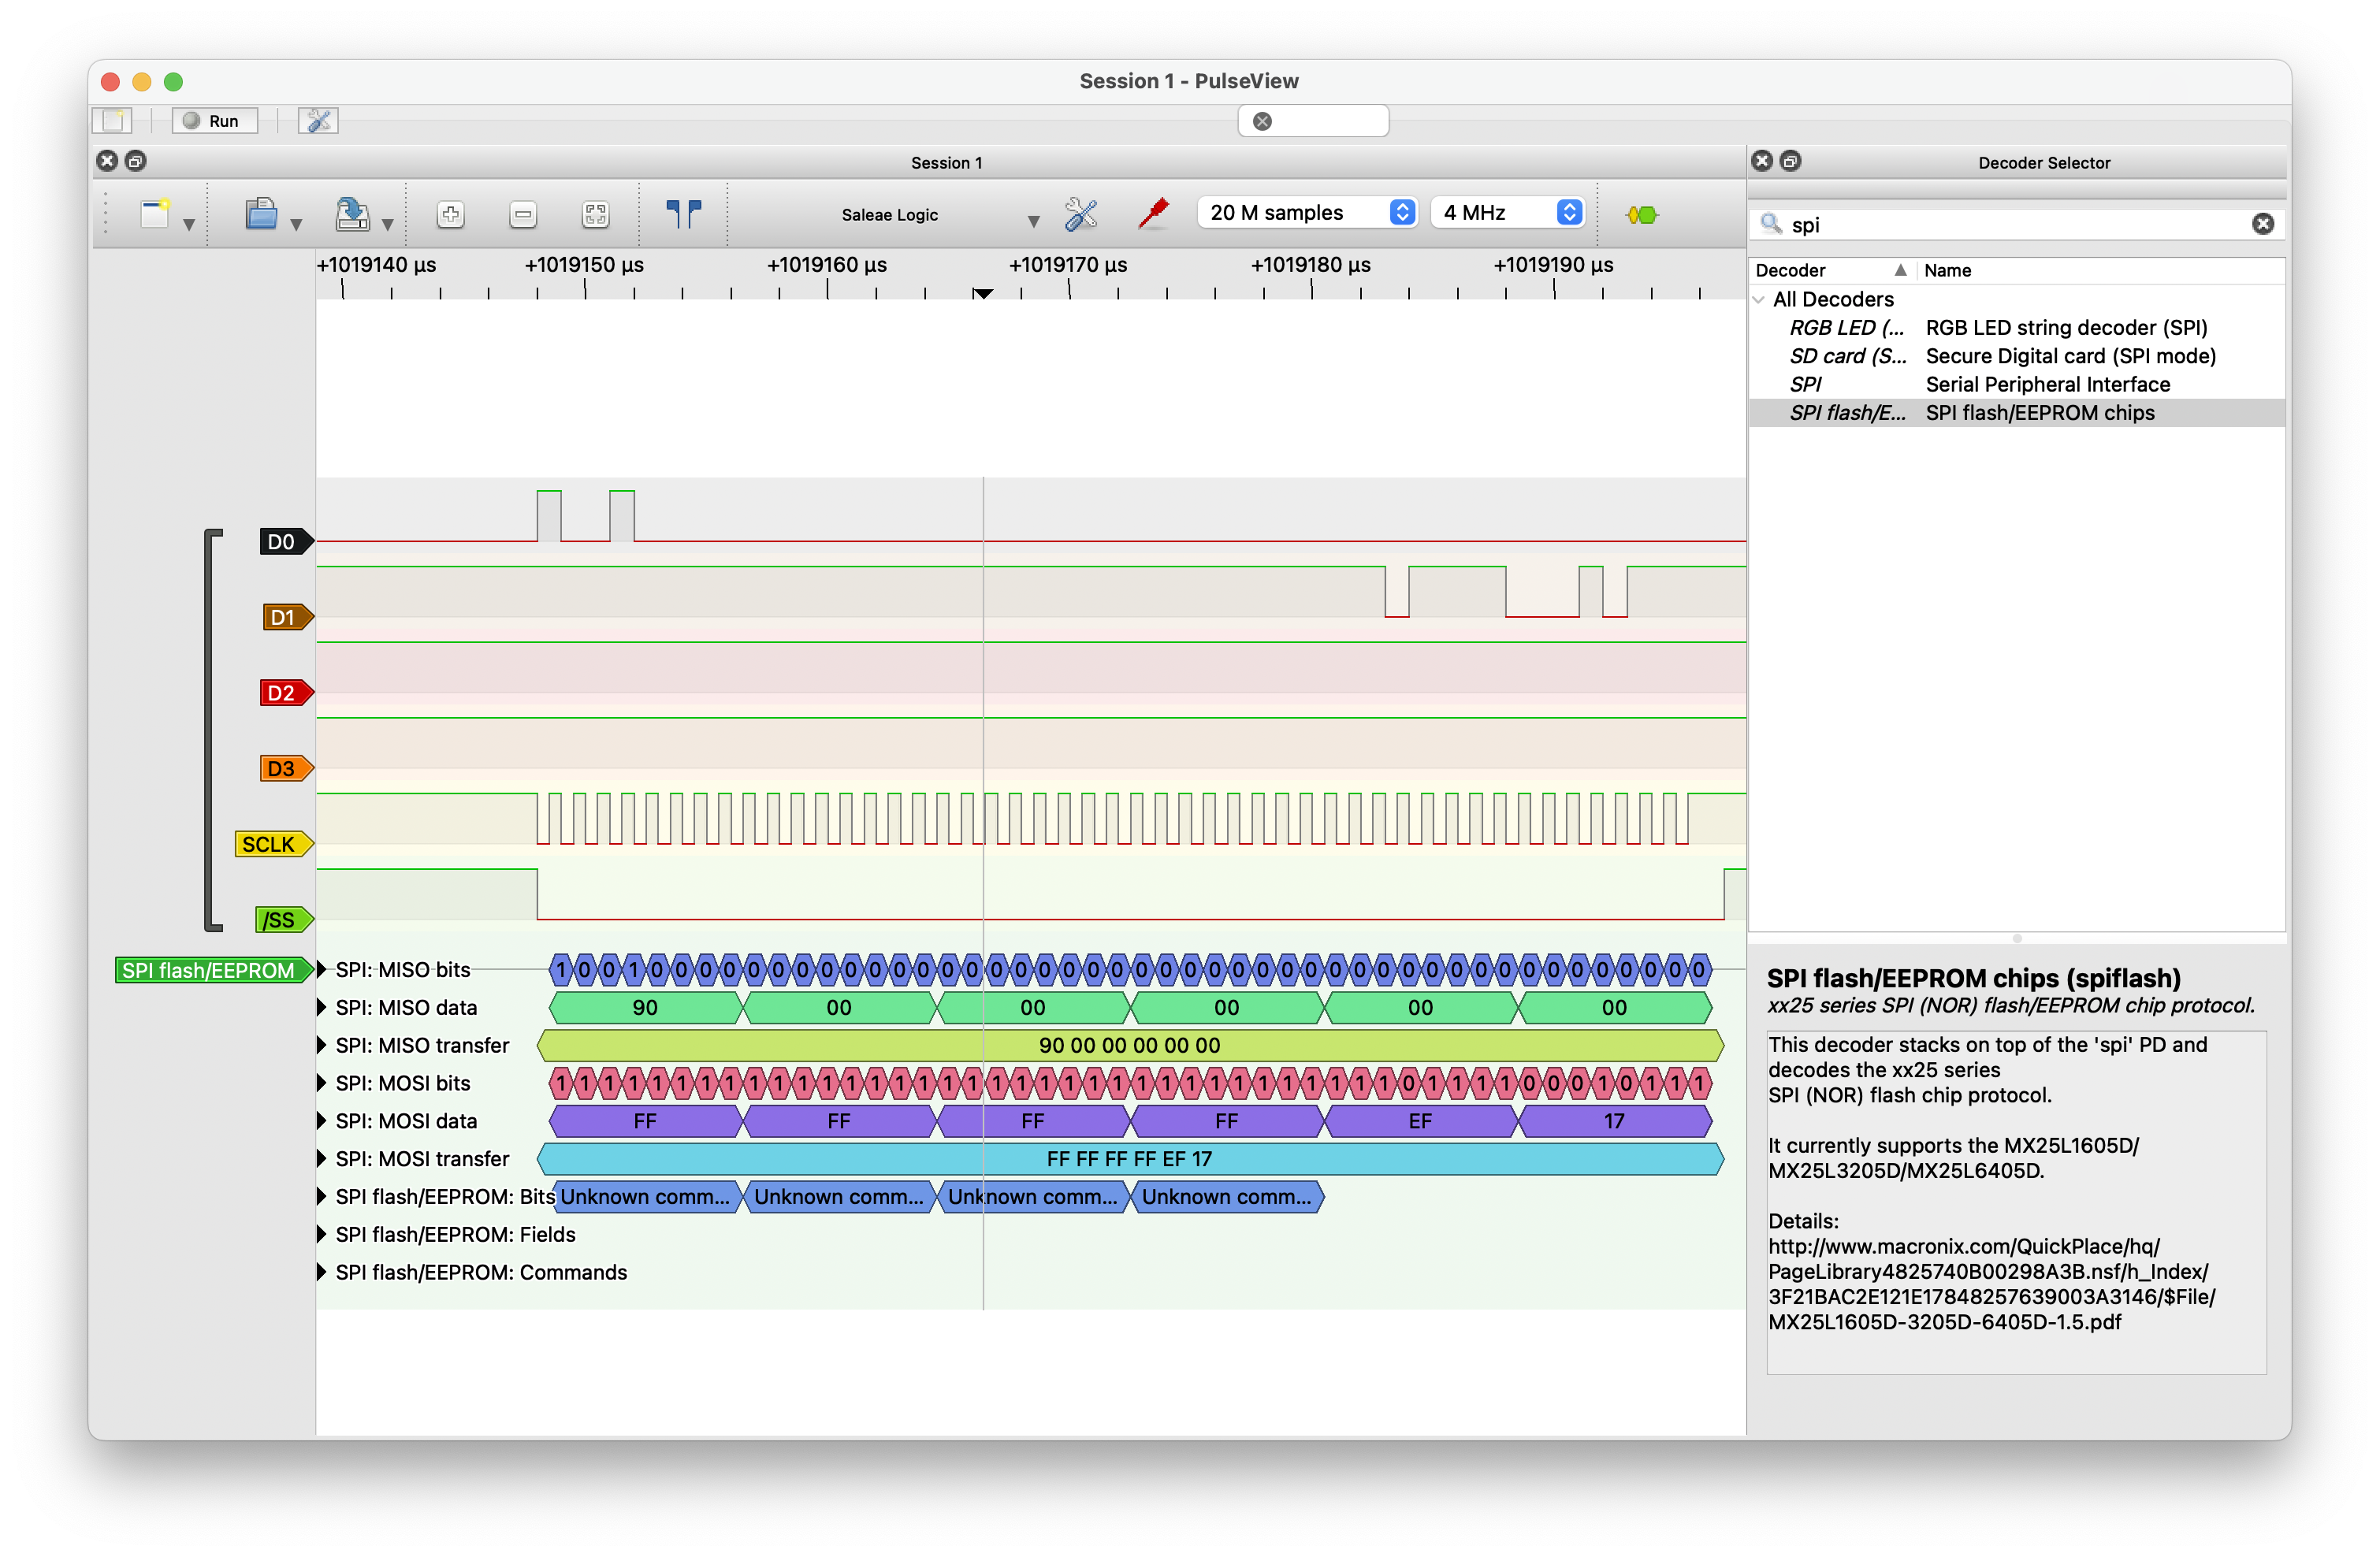 Session 1 - PulseView
Run
Session 1
Decoder Selector
Saleae Logic
20 M samples
4 MHz
spi
+1019140 µs
+1019150 µs
+1019160 µs
+1019170 µs
+1019180 µs
+1019190 µs
Decoder
Name
All Decoders
RGB LED (...
RGB LED string decoder (SPI)
SD card (S...
Secure Digital card (SPI mode)
SPI
Serial Peripheral Interface
SPI flash/E...
SPI flash/EEPROM chips
D0
D1
D2
D3
SCLK
/SS
SPI flash/EEPROM
SPI: MISO bits
1 0 0 1 0 0 0 0 0 0 0 0 0 0 0 0 0 0 0 0 0 0 0 0 0 0 0 0 0 0 0 0 0 0 0 0 0 0 0 0 0 0 0 0 0 0 0 0
SPI: MISO data
90 00 00 00 00 00
SPI: MISO transfer
90 00 00 00 00 00
SPI: MOSI bits
1 1 1 1 1 1 1 1 1 1 1 1 1 1 1 1 1 1 1 1 1 1 1 1 1 1 1 1 1 1 1 1 1 1 1 0 1 1 1 1 0 0 0 1 0 1 1 1
SPI: MOSI data
FF FF FF FF EF 17
SPI: MOSI transfer
FF FF FF FF EF 17
SPI flash/EEPROM: Bits
Unknown comm... Unknown comm... Unknown comm... Unknown comm...
SPI flash/EEPROM: Fields
SPI flash/EEPROM: Commands
SPI flash/EEPROM chips (spiflash)
xx25 series SPI (NOR) flash/EEPROM chip protocol.
This decoder stacks on top of the 'spi' PD and
decodes the xx25 series
SPI (NOR) flash chip protocol.
It currently supports the MX25L1605D/
MX25L3205D/MX25L6405D.
Details:
http://www.macronix.com/QuickPlace/hq/
PageLibrary4825740B00298A3B.nsf/h_Index/
3F21BAC2E121E17848257639003A3146/$File/
MX25L1605D-3205D-6405D-1.5.pdf